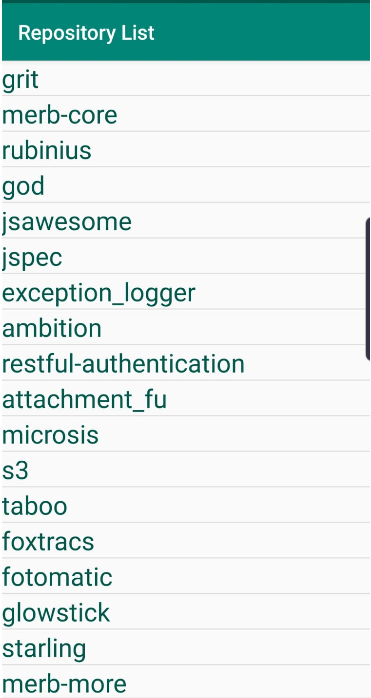 Repository List
grit
merb-core
rubinius
god
jsawesome
jspec
exception_logger
ambition
restful-authentication
attachment_fu
microsis
s3
taboo
foxtracs
fotomatic
glowstick
starling
merb-more